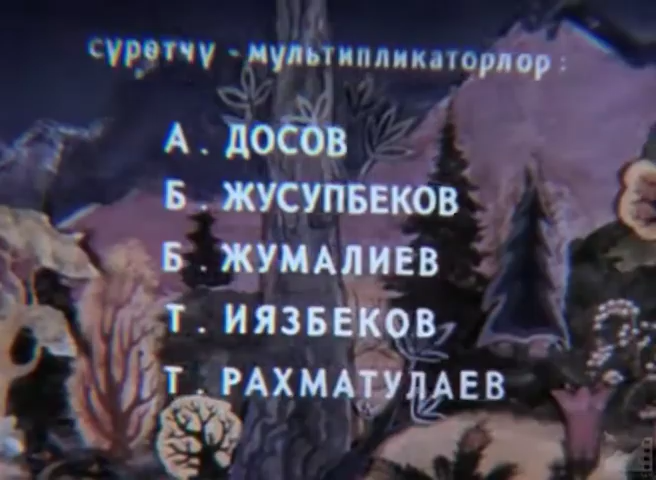 сүрөтчү - мультипликаторлор:
А. ДОСОВ
Б. ЖУСУПБЕКОВ
Б. ЖУМАЛИЕВ
Т. ИЯЗБЕКОВ
Т. РАХМАТУЛАЕВ